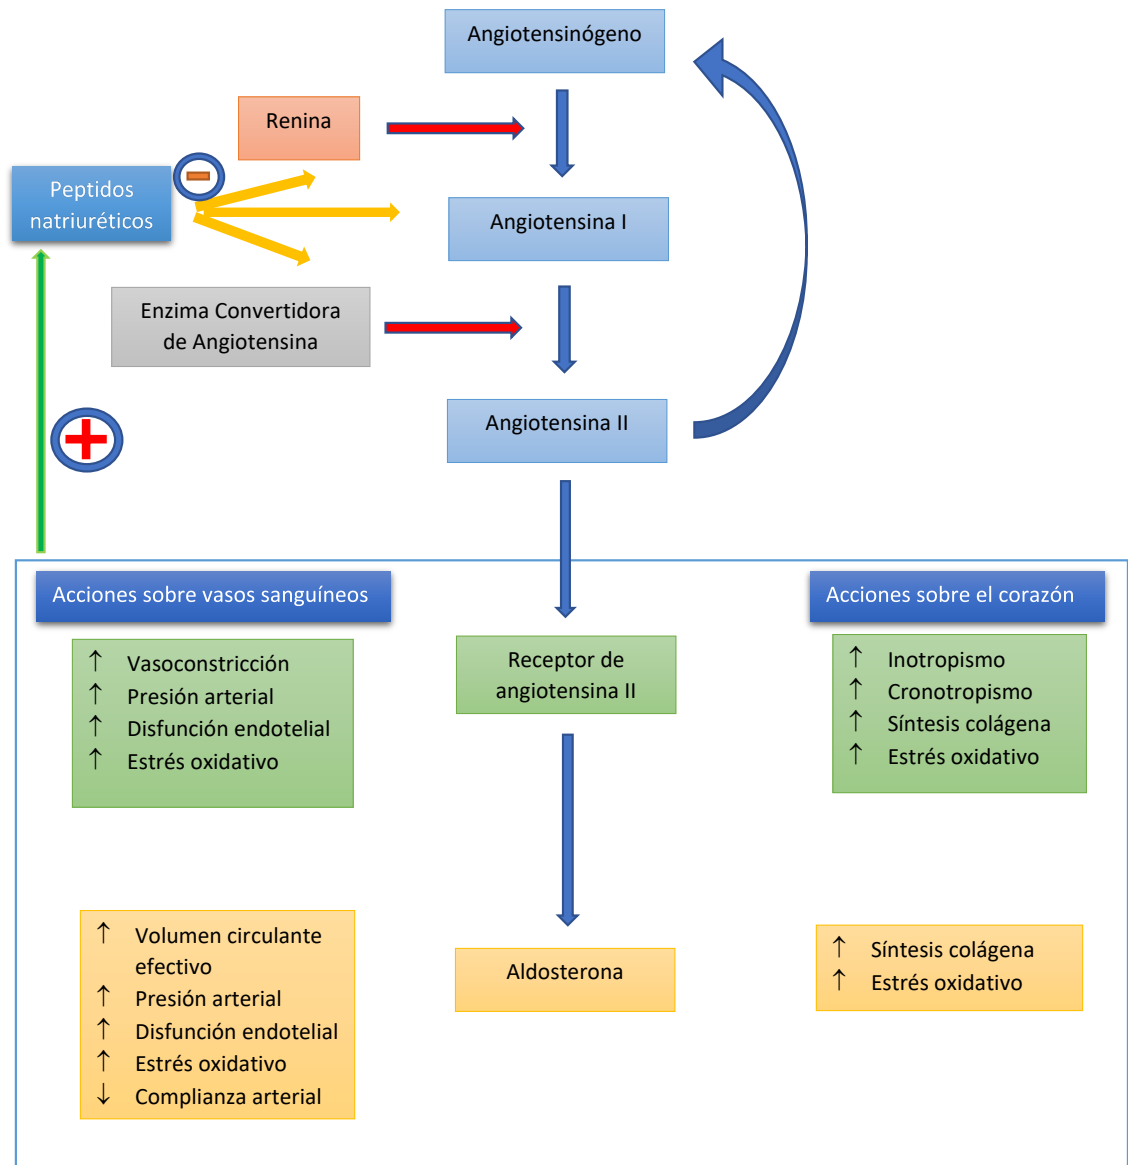 Angiotensinógeno
Renina
Peptidos
natriuréticos
Angiotensina I
Enzima Convertidora
de Angiotensina
Angiotensina II
Acciones sobre vasos sanguíneos
Acciones sobre el corazón
↑ Vasoconstricción
↑ Presión arterial
↑ Disfunción endotelial
↑ Estrés oxidativo
Receptor de
angiotensina II
↑ Inotropismo
↑ Cronotropismo
↑ Síntesis colágena
↑ Estrés oxidativo
↑ Volumen circulante
efectivo
↑ Presión arterial
↑ Disfunción endotelial
↑ Estrés oxidativo
↓ Complianza arterial
Aldosterona
↑ Síntesis colágena
↑ Estrés oxidativo